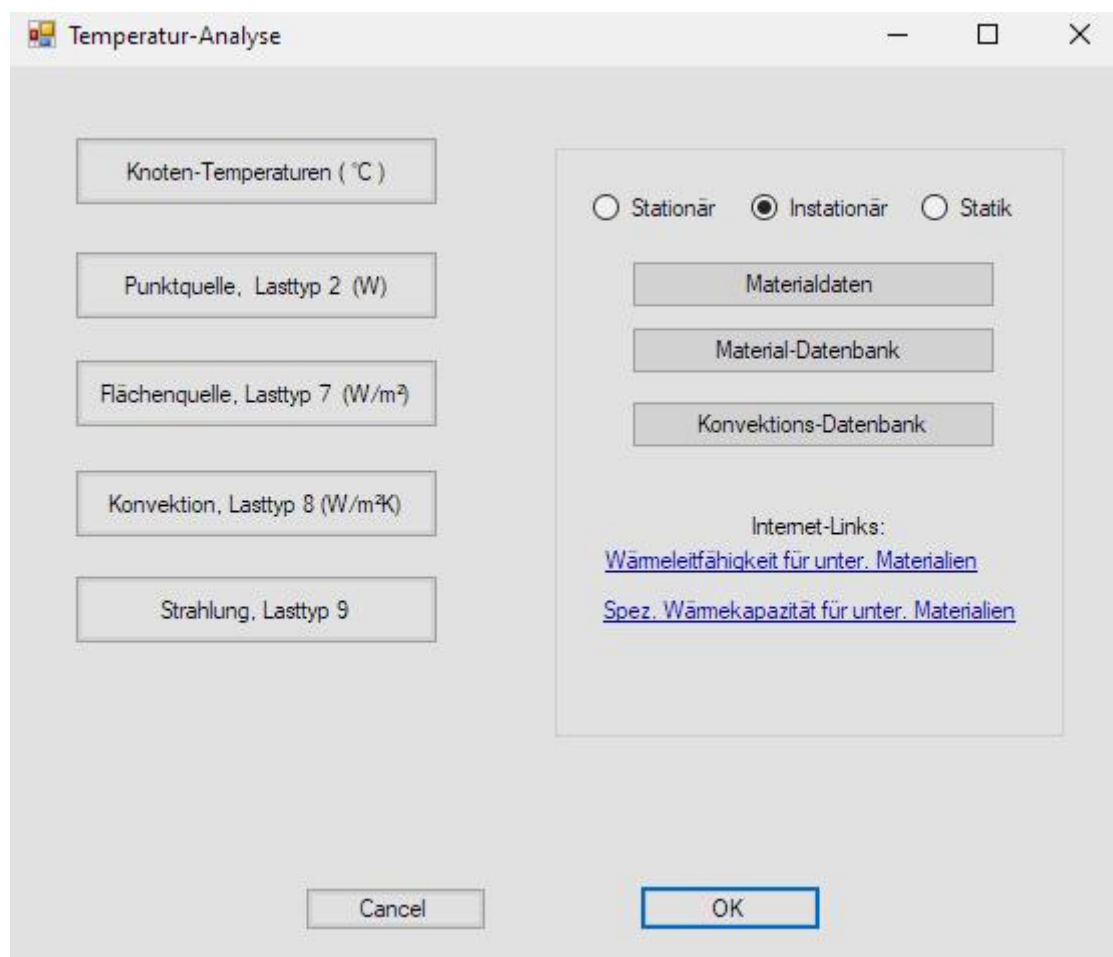 Temperatur-Analyse
Knoten-Temperaturen ( °C )
Punktquelle, Lasttyp 2 (W)
Flächenquelle, Lasttyp 7 (W/m²)
Konvektion, Lasttyp 8 (W/m²K)
Strahlung, Lasttyp 9
Stationär Instationär Statik
Materialdaten
Material-Datenbank
Konvektions-Datenbank
Internet-Links:
Wärmeleitfähigkeit für unter. Materialien
Spez. Wärmekapazität für unter. Materialien
Cancel OK